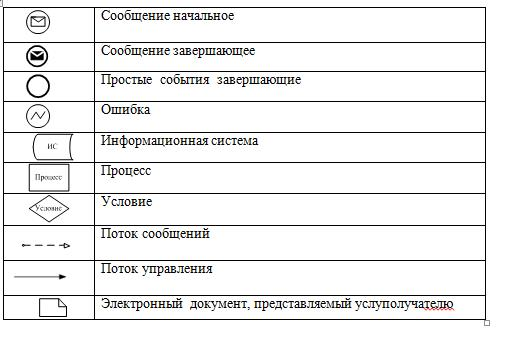 Сообщение начальное
Сообщение завершающее
Простые события завершающие
Ошибка
ИС Информационная система
Процесс Процесс
Условие Условие
Поток сообщений
Поток управления
Электронный документ, представляемый услуполучателю